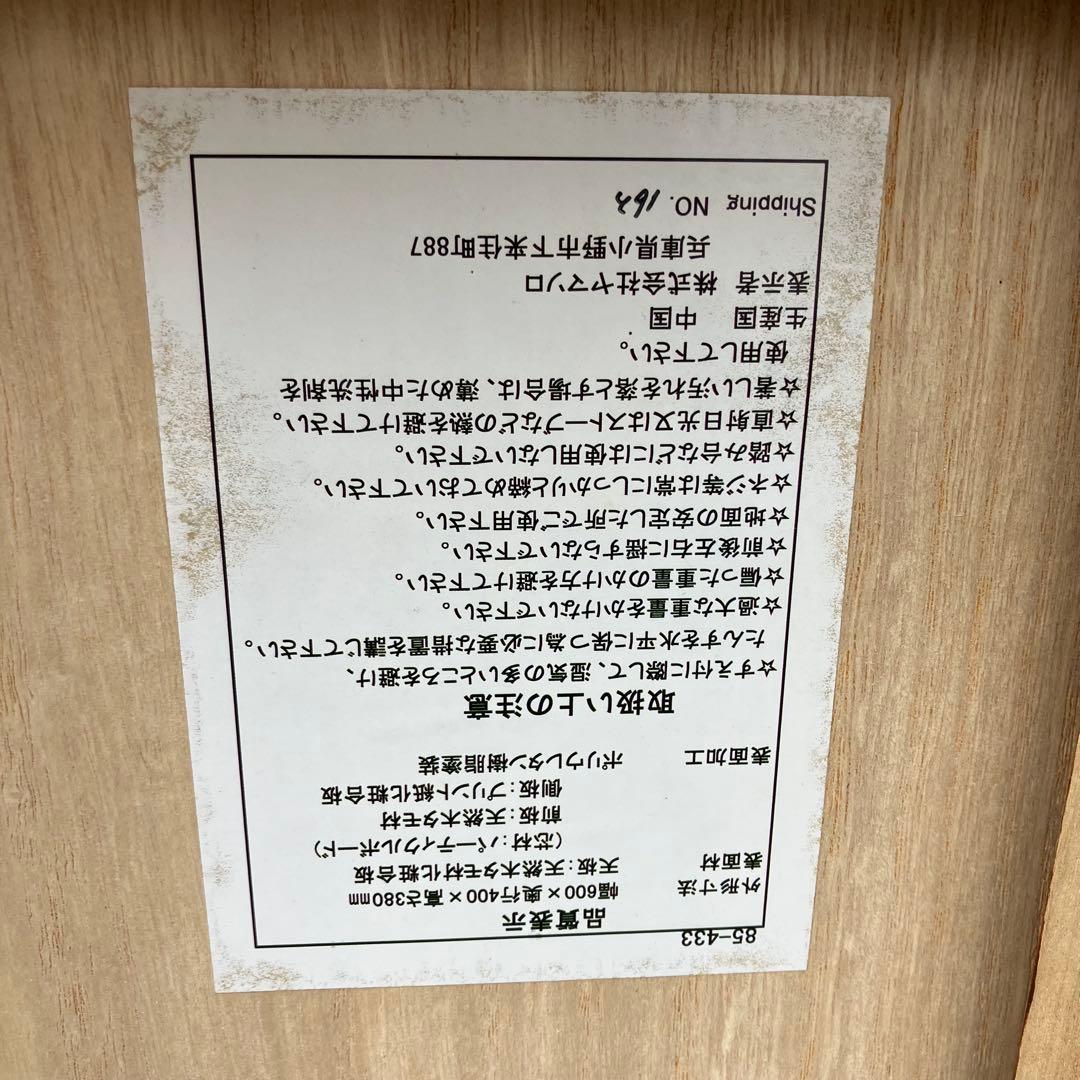 85-433
品質表示
外形寸法 幅600×奥行400×高さ380mm
表面材 天板:天然木タモ材化粧合板
(芯材:パーティクルボード)
前板:天然木タモ材
側板:プリント紙化粧合板
表面加工 ポリウレタン樹脂塗装
取扱い上の注意
☆すえ付に際して、湿気の多いところを避け、
たんすを水平に保つ為に必要な措置を講じて下さい。
☆過大な重量をかけないで下さい。
☆偏った重量のかけ方を避けて下さい。
☆前後左右に揺すらないで下さい。
☆地面の安定した所でご使用下さい。
☆ネジ等は常にしっかりと締めておいて下さい。
☆踏み台などには使用しないで下さい。
☆直射日光又はストーブなどの熱を避けて下さい。
☆著しい汚れを落とす場合は、薄めた中性洗剤を
使用して下さい。
生産国 中国
表示者 株式会社ヤマソロ
兵庫県小野市下来住町887
Shipping NO.